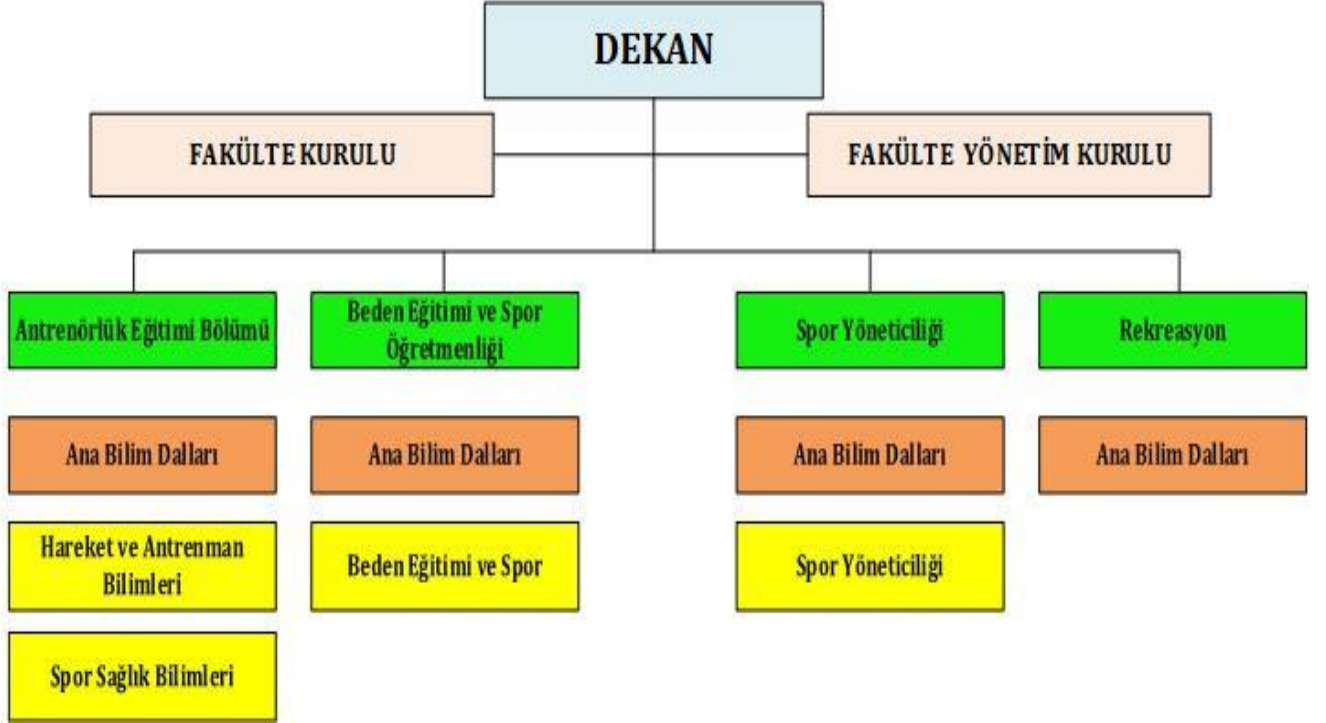 DEKAN
FAKÜLTE KURULU
FAKÜLTE YÖNETİM KURULU
Antrenörlük Eğitimi Bölümü
Beden Eğitimi ve Spor
Öğretmenliği
Spor Yöneticiliği
Rekreasyon
Ana Bilim Dalları
Ana Bilim Dalları
Ana Bilim Dalları
Ana Bilim Dalları
Hareket ve Antrenman
Bilimleri
Beden Eğitimi ve Spor
Spor Yöneticiliği
Spor Sağlık Bilimleri